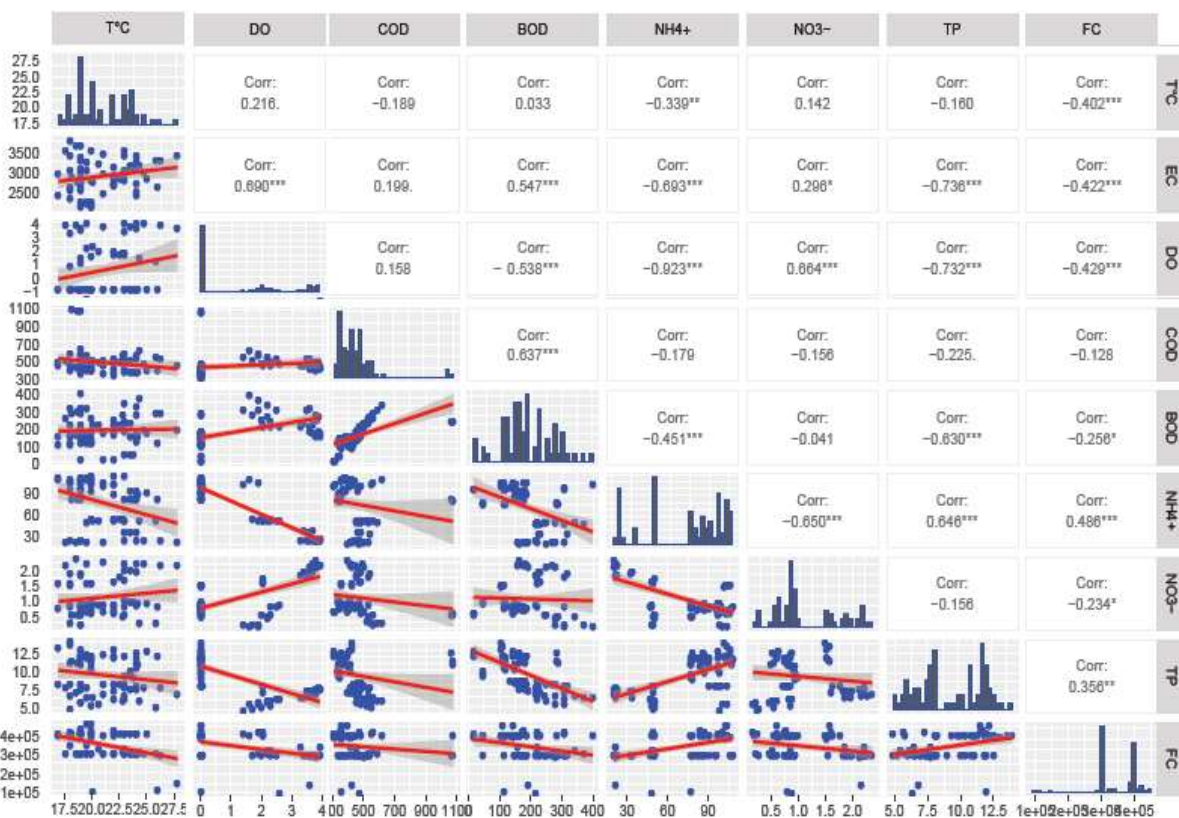 T°C DO COD BOD NH4+ NO3− TP FC
27.5
25.0
22.5
20.0
17.5
Corr: Corr: Corr: Corr: Corr: Corr: Corr:
0.216. −0.189 0.033 −0.339** 0.142 −0.160 −0.402***
T°C
3500
3000
2500
Corr: Corr: Corr: Corr: Corr: Corr: Corr:
0.690*** 0.199. 0.547*** −0.693*** 0.296* −0.736*** −0.422***
EC
4
3
2
1
0
−1
Corr: Corr: Corr: Corr: Corr: Corr:
0.158 − 0.538*** −0.923*** 0.664*** −0.732*** −0.429***
DO
1100
900
700
500
300
Corr: Corr: Corr: Corr: Corr:
0.637*** −0.179 −0.156 −0.225. −0.128
COD
400
300
200
100
0
Corr: Corr: Corr: Corr:
−0.451*** −0.041 −0.630*** −0.256*
BOD
90
60
30
Corr: Corr: Corr:
−0.650*** 0.646*** 0.486***
NH4+
2.0
1.5
1.0
0.5
Corr: Corr:
−0.156 −0.234*
NO3−
12.5
10.0
7.5
5.0
Corr:
0.356**
TP
4e+05
3e+05
2e+05
1e+05
FC
17.520.022.525.027.5 0 1 2 3 4 300 500 700 900 1100 0 100 200 300 400 30 60 90 0.5 1.0 1.5 2.0 5.0 7.5 10.0 12.5 1e+052e+053e+054e+05